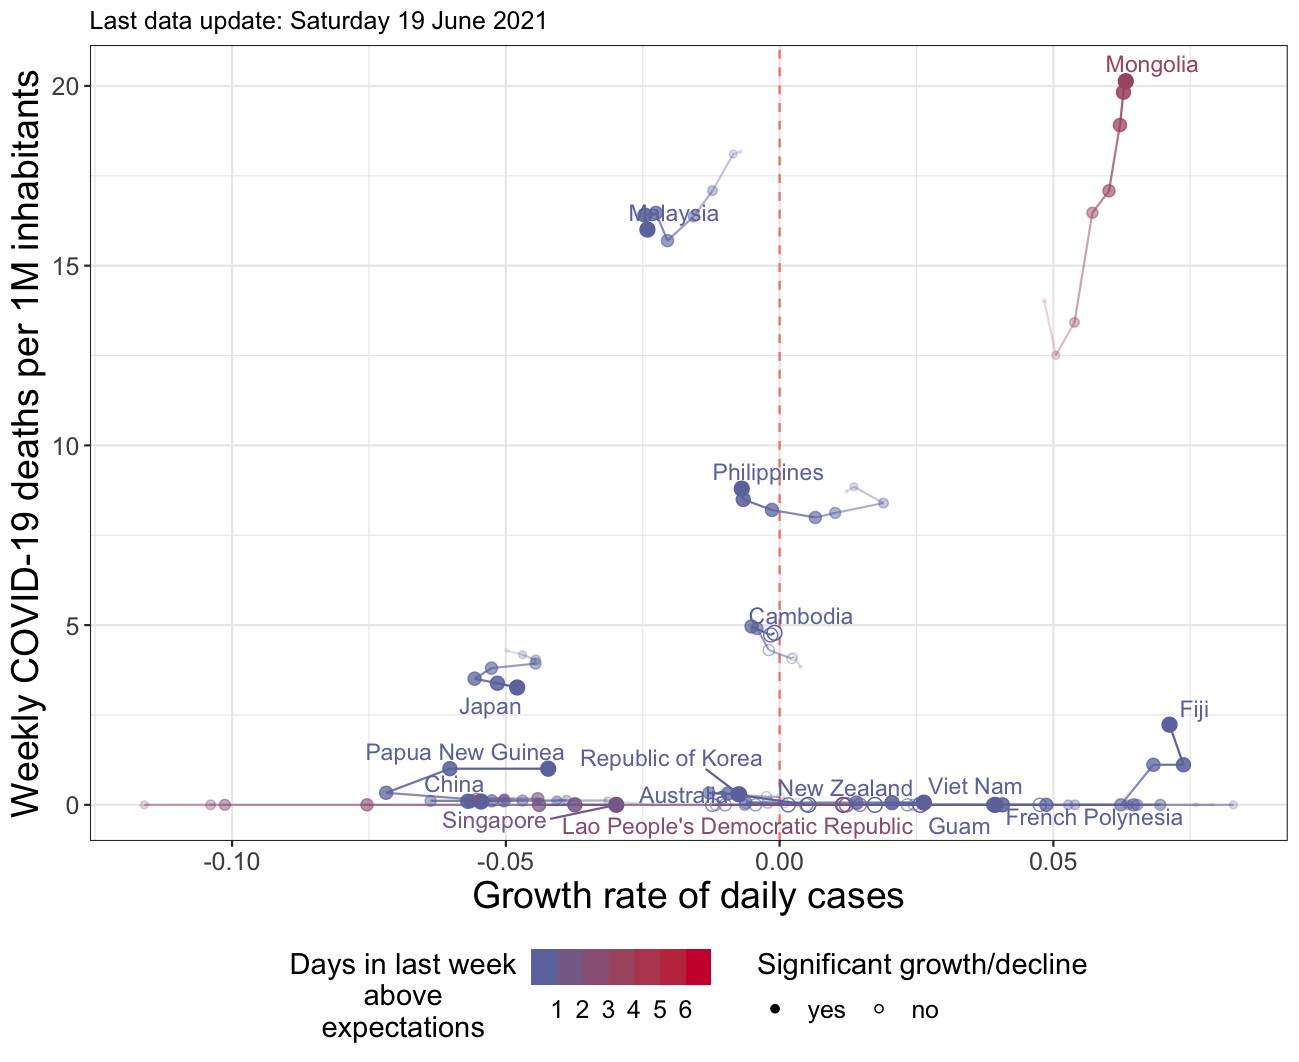 Last data update: Saturday 19 June 2021
Weekly COVID-19 deaths per 1M inhabitants
20
15
10
5
0
Mongolia
Malaysia
Philippines
Cambodia
Japan
Fiji
Papua New Guinea
Republic of Korea
China
Australia
New Zealand
Viet Nam
Singapore
Lao People's Democratic Republic
Guam
French Polynesia
-0.10
-0.05
0.00
0.05
Growth rate of daily cases
Days in last week
above
expectations
1 2 3 4 5 6
Significant growth/decline
yes no